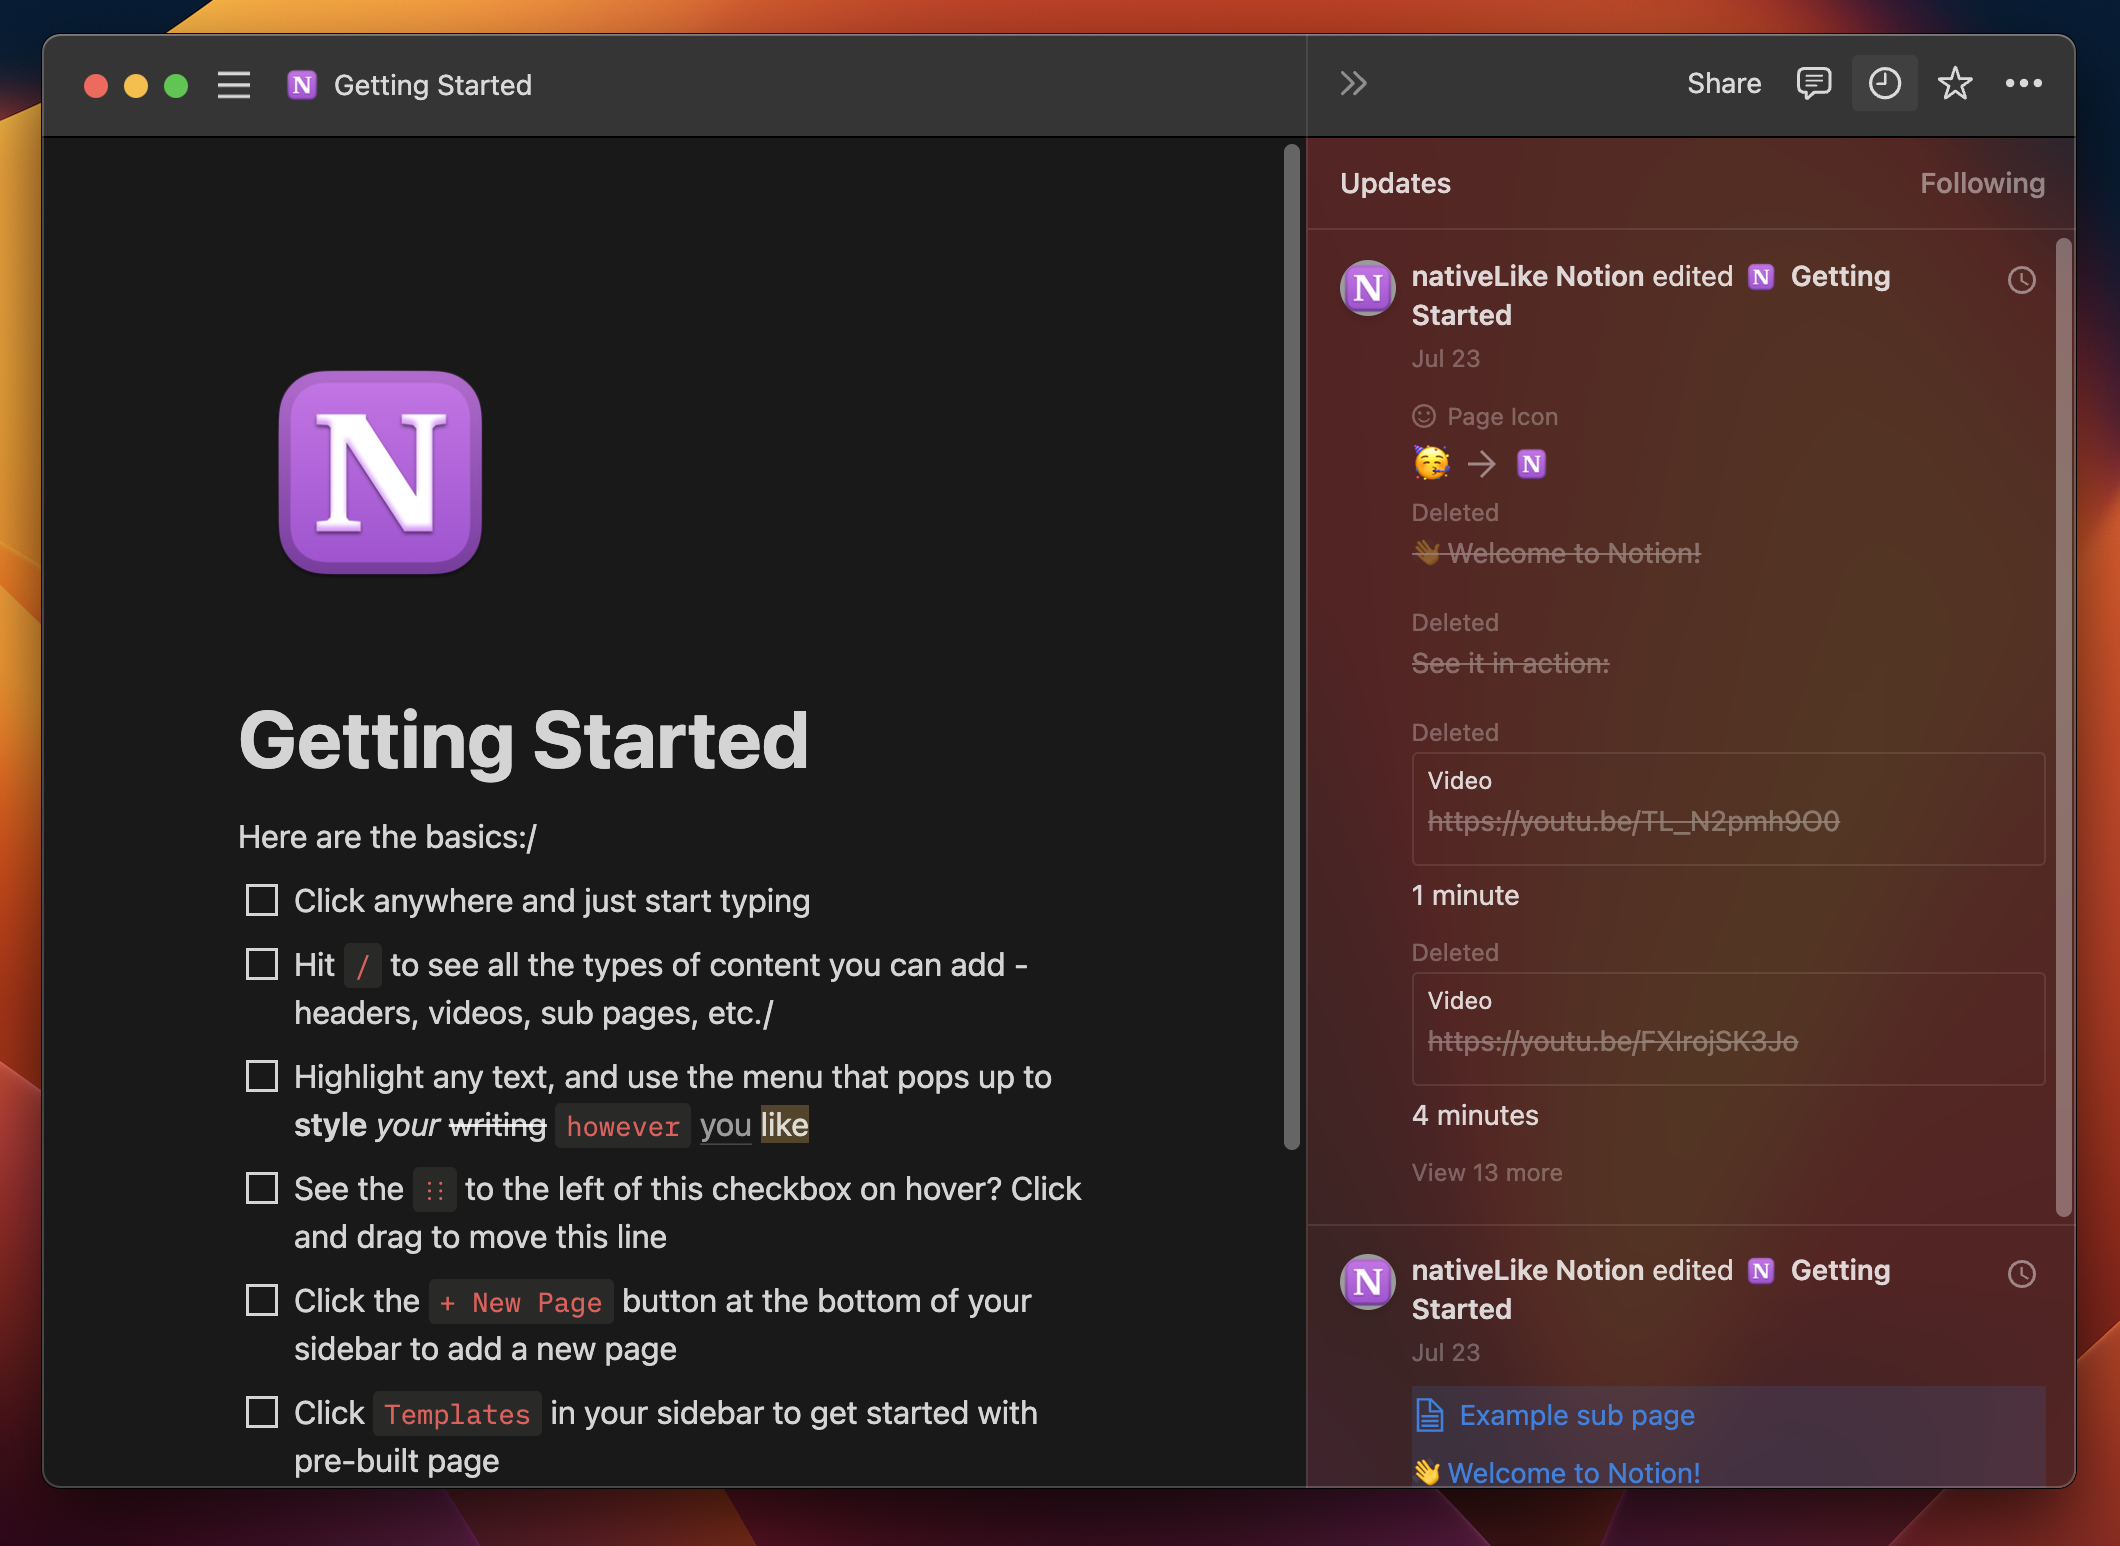 N Getting Started
Share
N
Getting Started
Here are the basics:/
Click anywhere and just start typing
Hit / to see all the types of content you can add -
headers, videos, sub pages, etc./
Highlight any text, and use the menu that pops up to
style your writing however you like
See the ⋮⋮ to the left of this checkbox on hover? Click
and drag to move this line
Click the + New Page button at the bottom of your
sidebar to add a new page
Click Templates in your sidebar to get started with
pre-built page
Updates
Following
N nativeLike Notion edited N Getting
Started
Jul 23
Page Icon
🥳 → N
Deleted
👋 Welcome to Notion!
Deleted
See it in action:
Deleted
Video
https://youtu.be/TL_N2pmh9O0
1 minute
Deleted
Video
https://youtu.be/FXIrojSK3Jo
4 minutes
View 13 more
N nativeLike Notion edited N Getting
Started
Jul 23
Example sub page
👋 Welcome to Notion!